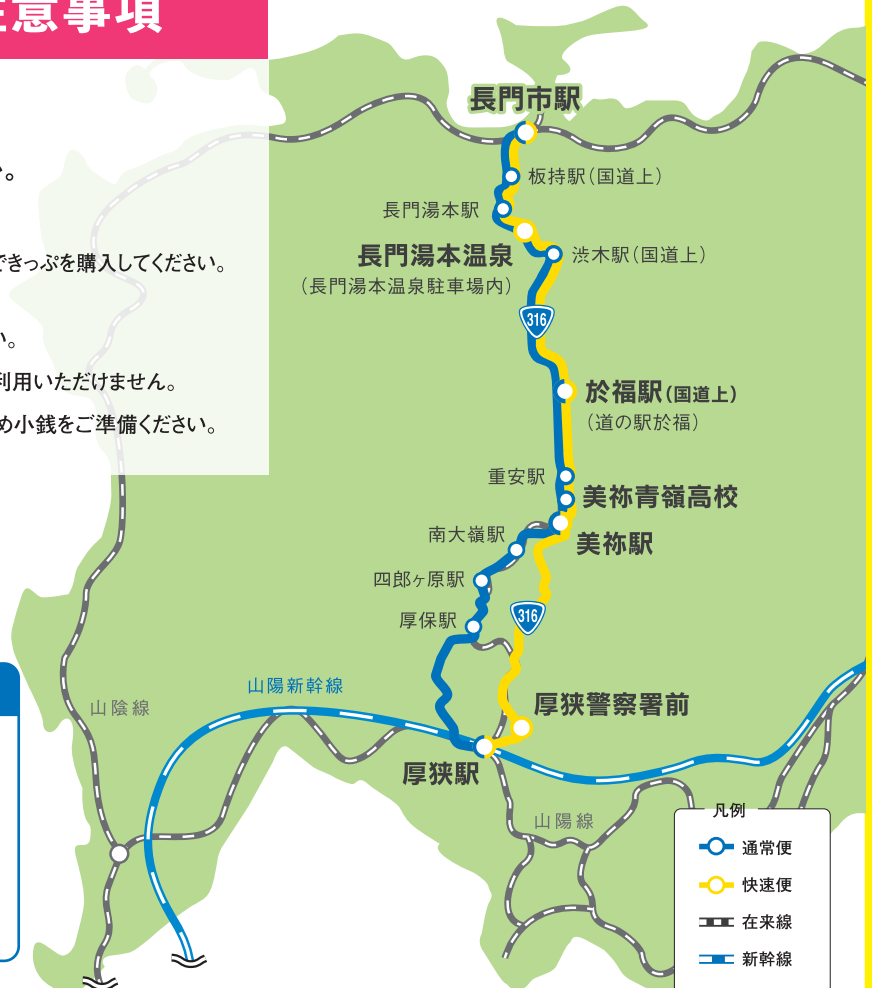 注意事項
。
できっぷを購入してください。
い。
利用いただけません。
め小銭をご準備ください。
長門市駅
板持駅(国道上)
長門湯本駅
長門湯本温泉
(長門湯本温泉駐車場内)
渋木駅(国道上)
316
於福駅(国道上)
(道の駅於福)
重安駅
美祢青嶺高校
美祢駅
南大嶺駅
四郎ヶ原駅
厚保駅
316
山陽新幹線
山陰線
厚狭警察署前
厚狭駅
山陽線
凡例
通常便
快速便
在来線
新幹線